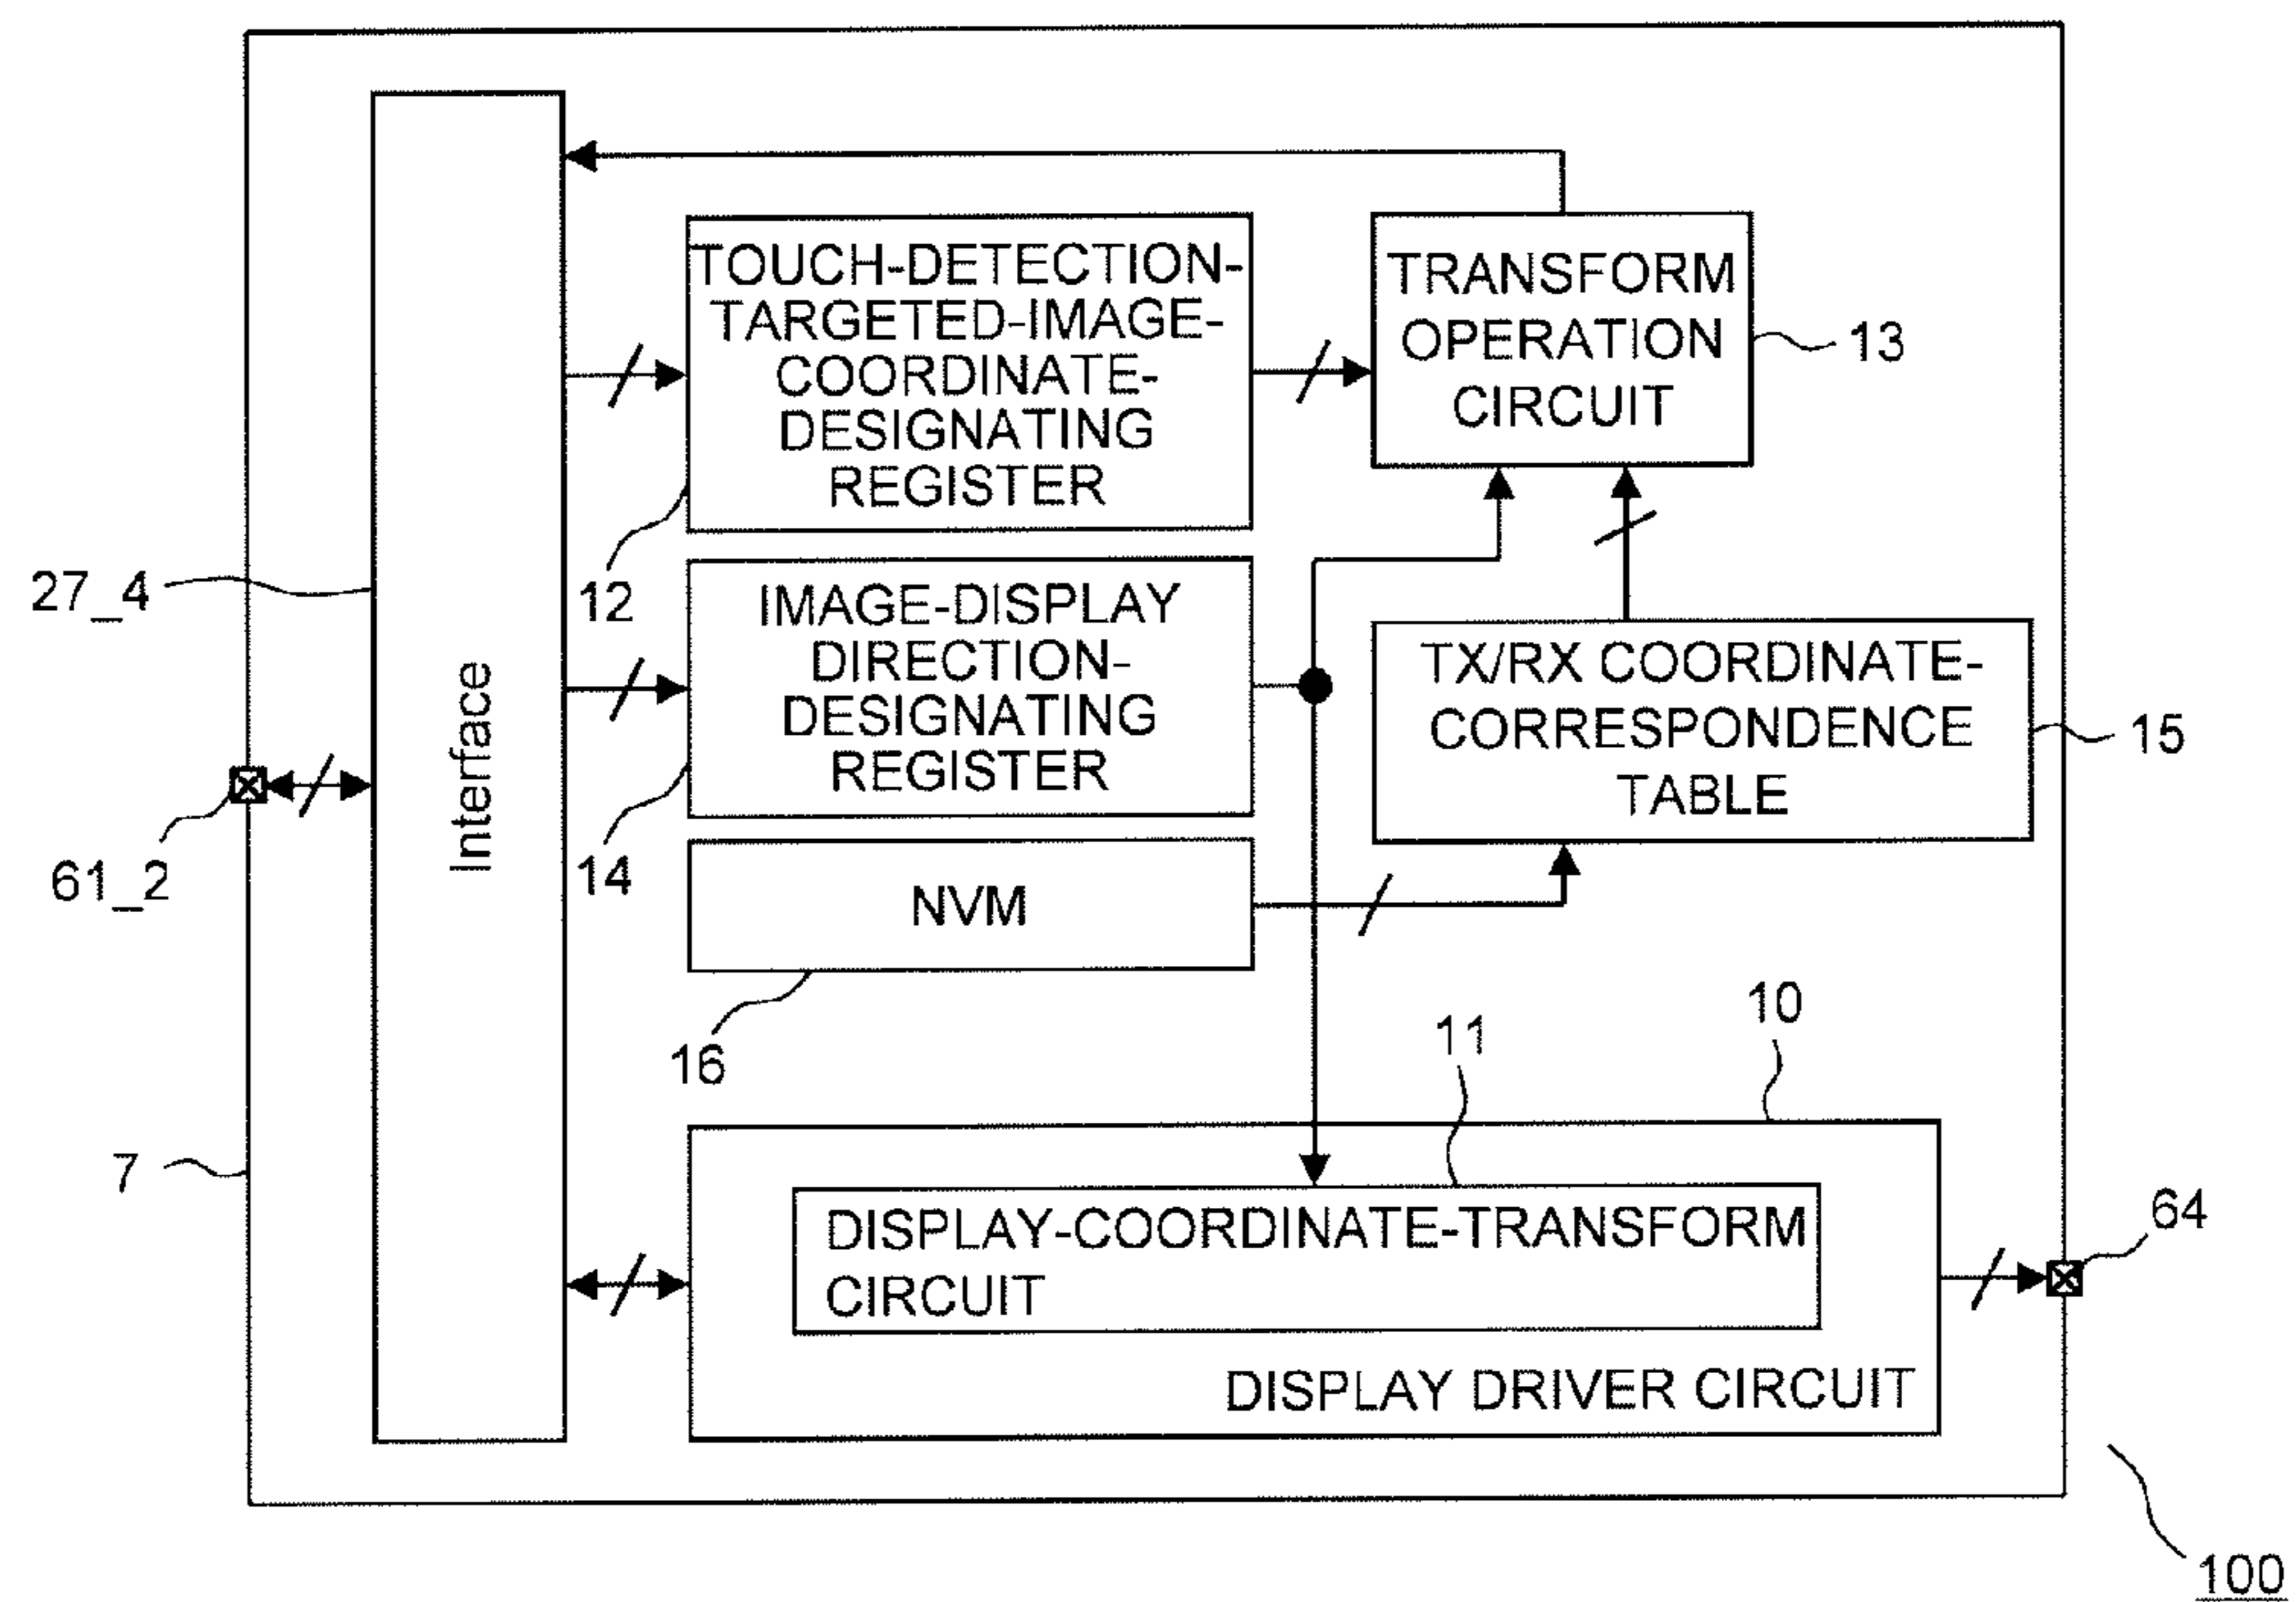 TOUCH-DETECTION-
TARGETED-IMAGE-
COORDINATE-
DESIGNATING
REGISTER
12
TRANSFORM
OPERATION
CIRCUIT
13
27_4
Interface
IMAGE-DISPLAY
DIRECTION-
DESIGNATING
REGISTER
14
TX/RX COORDINATE-
CORRESPONDENCE
TABLE
15
61_2
NVM
16
10
11
7
DISPLAY-COORDINATE-TRANSFORM
CIRCUIT
DISPLAY DRIVER CIRCUIT
64
100